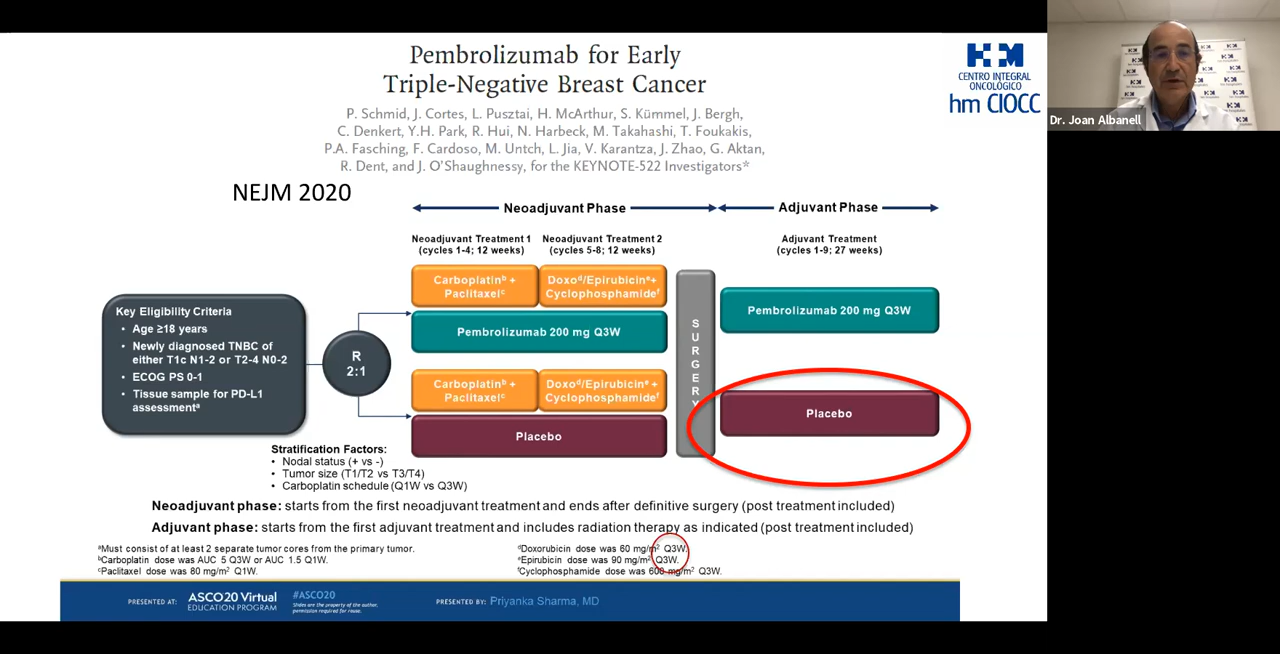 Pembrolizumab for Early
Triple-Negative Breast Cancer
P. Schmid, J. Cortes, L. Pusztai, H. McArthur, S. Kümmel, J. Bergh,
C. Denkert, Y.H. Park, R. Hui, N. Harbeck, M. Takahashi, T. Foukakis,
P.A. Fasching, F. Cardoso, M. Untch, L. Jia, V. Karantza, J. Zhao, G. Aktan,
R. Dent, and J. O'Shaughnessy, for the KEYNOTE-522 Investigators*
CENTRO INTEGRAL
ONCOLÓGICO
hm CIOCC
Dr. Joan Albanell
NEJM 2020
Neoadjuvant Phase
Adjuvant Phase
Neoadjuvant Treatment 1
(cycles 1-4; 12 weeks)
Neoadjuvant Treatment 2
(cycles 5-8; 12 weeks)
Adjuvant Treatment
(cycles 1-9; 27 weeks)
Carboplatinᵇ +
Paclitaxelᶜ
Doxoᵈ/Epirubicinᵉ+
Cyclophosphamideᶠ
Pembrolizumab 200 mg Q3W
SURGERY
Pembrolizumab 200 mg Q3W
Key Eligibility Criteria
• Age ≥18 years
• Newly diagnosed TNBC of
either T1c N1-2 or T2-4 N0-2
• ECOG PS 0-1
• Tissue sample for PD-L1
assessmentᵃ
R
2:1
Carboplatinᵇ +
Paclitaxelᶜ
Doxoᵈ/Epirubicinᵉ +
Cyclophosphamideᶠ
Placebo
Placebo
Stratification Factors:
• Nodal status (+ vs -)
• Tumor size (T1/T2 vs T3/T4)
• Carboplatin schedule (Q1W vs Q3W)
Neoadjuvant phase: starts from the first neoadjuvant treatment and ends after definitive surgery (post treatment included)
Adjuvant phase: starts from the first adjuvant treatment and includes radiation therapy as indicated (post treatment included)
ᵃMust consist of at least 2 separate tumor cores from the primary tumor.
ᵇCarboplatin dose was AUC 5 Q3W or AUC 1.5 Q1W.
ᶜPaclitaxel dose was 80 mg/m² Q1W.
ᵈDoxorubicin dose was 60 mg/m² Q3W.
ᵉEpirubicin dose was 90 mg/m² Q3W.
ᶠCyclophosphamide dose was 600 mg/m² Q3W.
PRESENTED AT:
ASCO20 Virtual
EDUCATION PROGRAM
#ASCO20
Slides are the property of the author,
permission required for reuse.
PRESENTED BY: Priyanka Sharma, MD